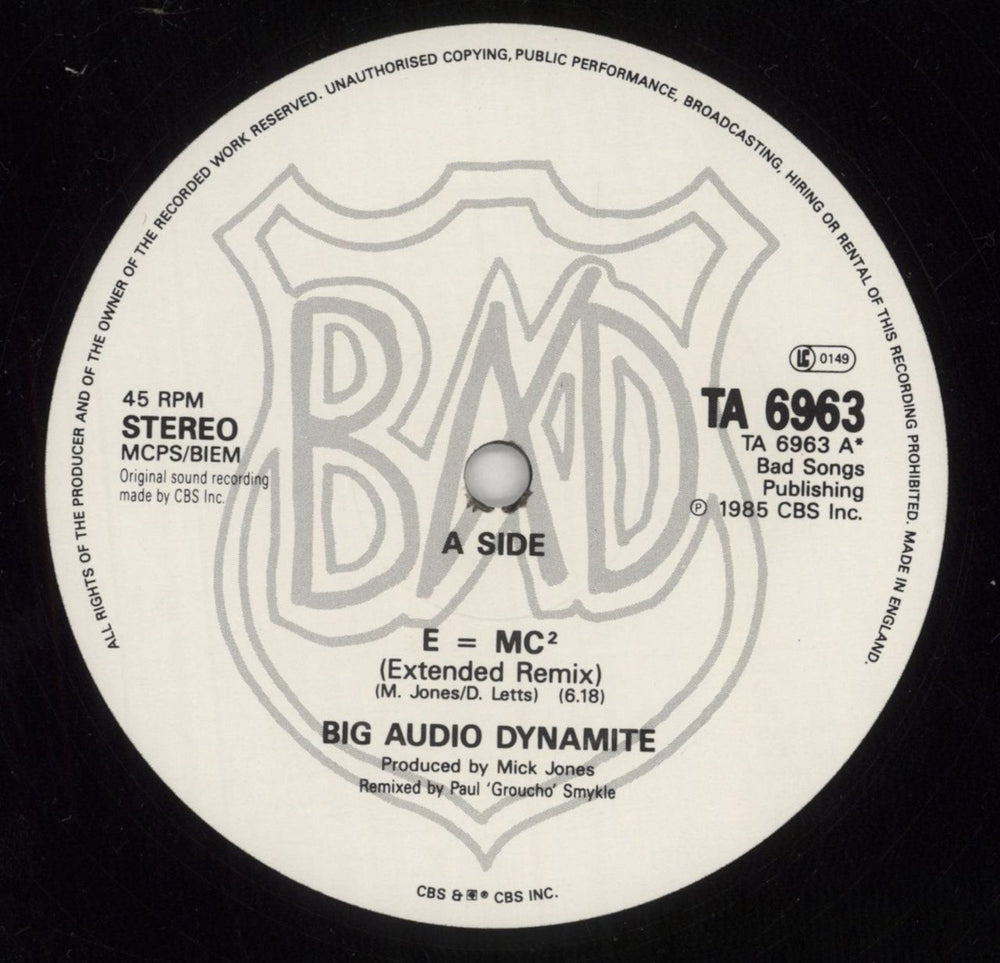 ALL RIGHTS OF THE PRODUCER AND OF THE OWNER OF THE RECORDED WORK RESERVED. UNAUTHORISED COPYING, PUBLIC PERFORMANCE, BROADCASTING, HIRING OR RENTAL OF THIS RECORDING PROHIBITED. MADE IN ENGLAND.
BAD
45 RPM
STEREO
MCPS/BIEM
Original sound recording
made by CBS Inc.
LC 0149
TA 6963
TA 6963 A*
Bad Songs
Publishing
℗ 1985 CBS Inc.
A SIDE
E = MC²
(Extended Remix)
(M. Jones/D. Letts) (6.18)
BIG AUDIO DYNAMITE
Produced by Mick Jones
Remixed by Paul 'Groucho' Smykle
CBS & ® CBS INC.